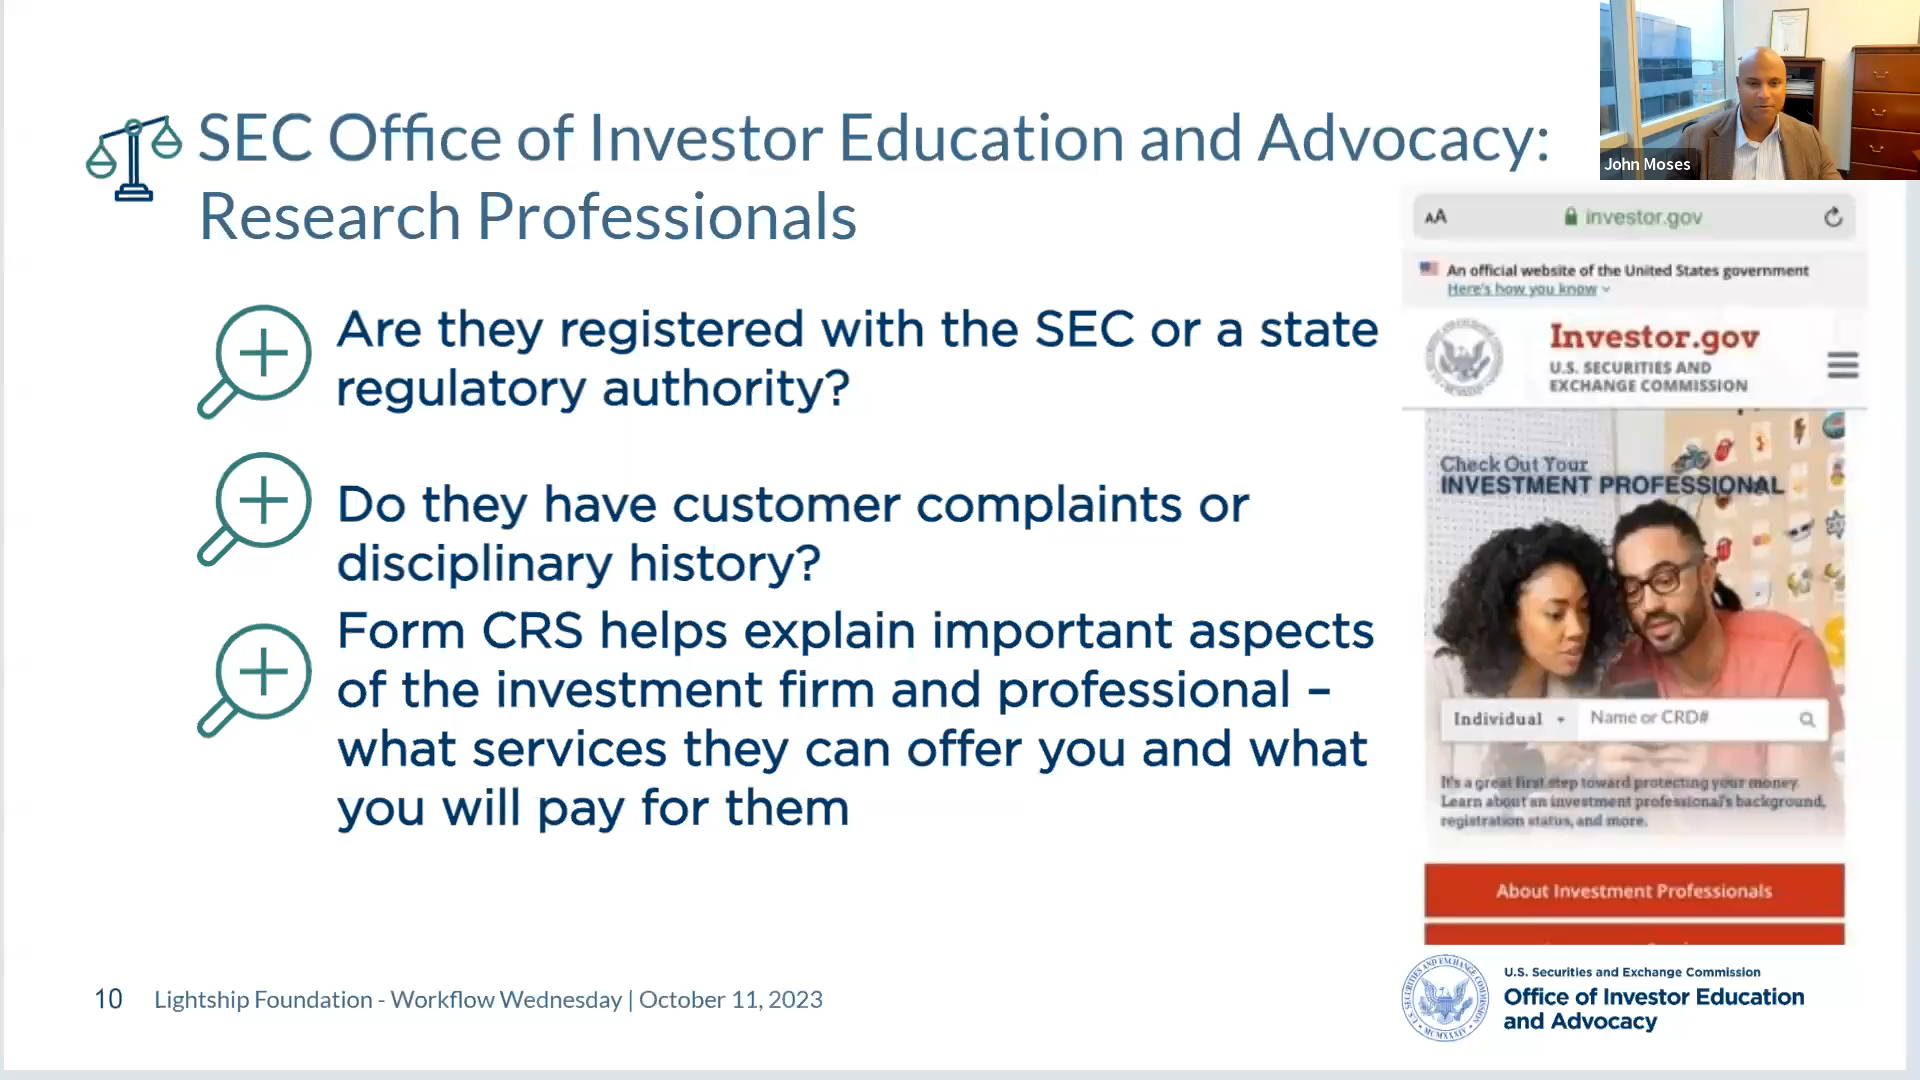 SEC Office of Investor Education and Advocacy:
Research Professionals
John Moses
Are they registered with the SEC or a state
regulatory authority?
Do they have customer complaints or
disciplinary history?
Form CRS helps explain important aspects
of the investment firm and professional –
what services they can offer you and what
you will pay for them
AA investor.gov
An official website of the United States government
Here's how you know
Investor.gov
U.S. SECURITIES AND
EXCHANGE COMMISSION
Check Out Your
INVESTMENT PROFESSIONAL
Individual Name or CRD#
It's a great first step toward protecting your money.
Learn about an investment professional's background,
registration status, and more.
About Investment Professionals
10 Lightship Foundation - Workflow Wednesday | October 11, 2023
U.S. SECURITIES AND EXCHANGE COMMISSION
MCMXXXIV
U.S. Securities and Exchange Commission
Office of Investor Education
and Advocacy